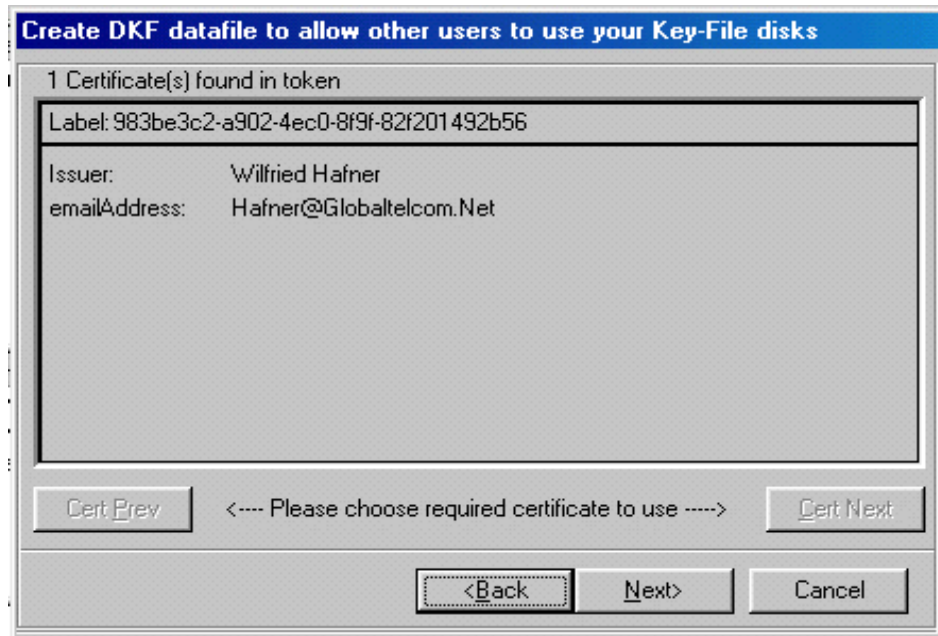 Create DKF datafile to allow other users to use your Key-File disks
1 Certificate(s) found in token
Label: 983be3c2-a902-4ec0-8f9f-82f201492b56
Issuer: Wilfried Hafner
emailAddress: Hafner@Globaltelcom.Net
Cert Prev <---- Please choose required certificate to use -----> Cert Next
<Back Next> Cancel